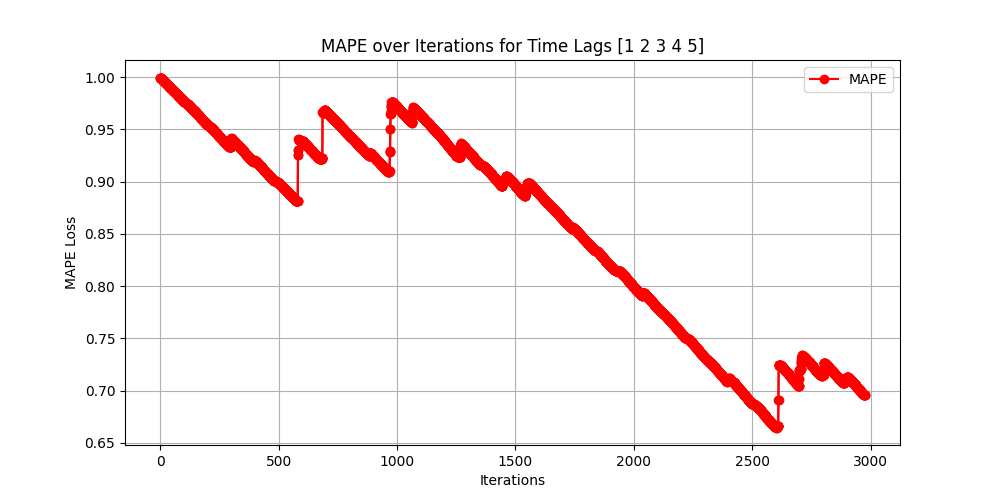 MAPE over Iterations for Time Lags [1 2 3 4 5]
MAPE
1.00
0.95
0.90
0.85
0.80
0.75
0.70
0.65
MAPE Loss
0 500 1000 1500 2000 2500 3000
Iterations